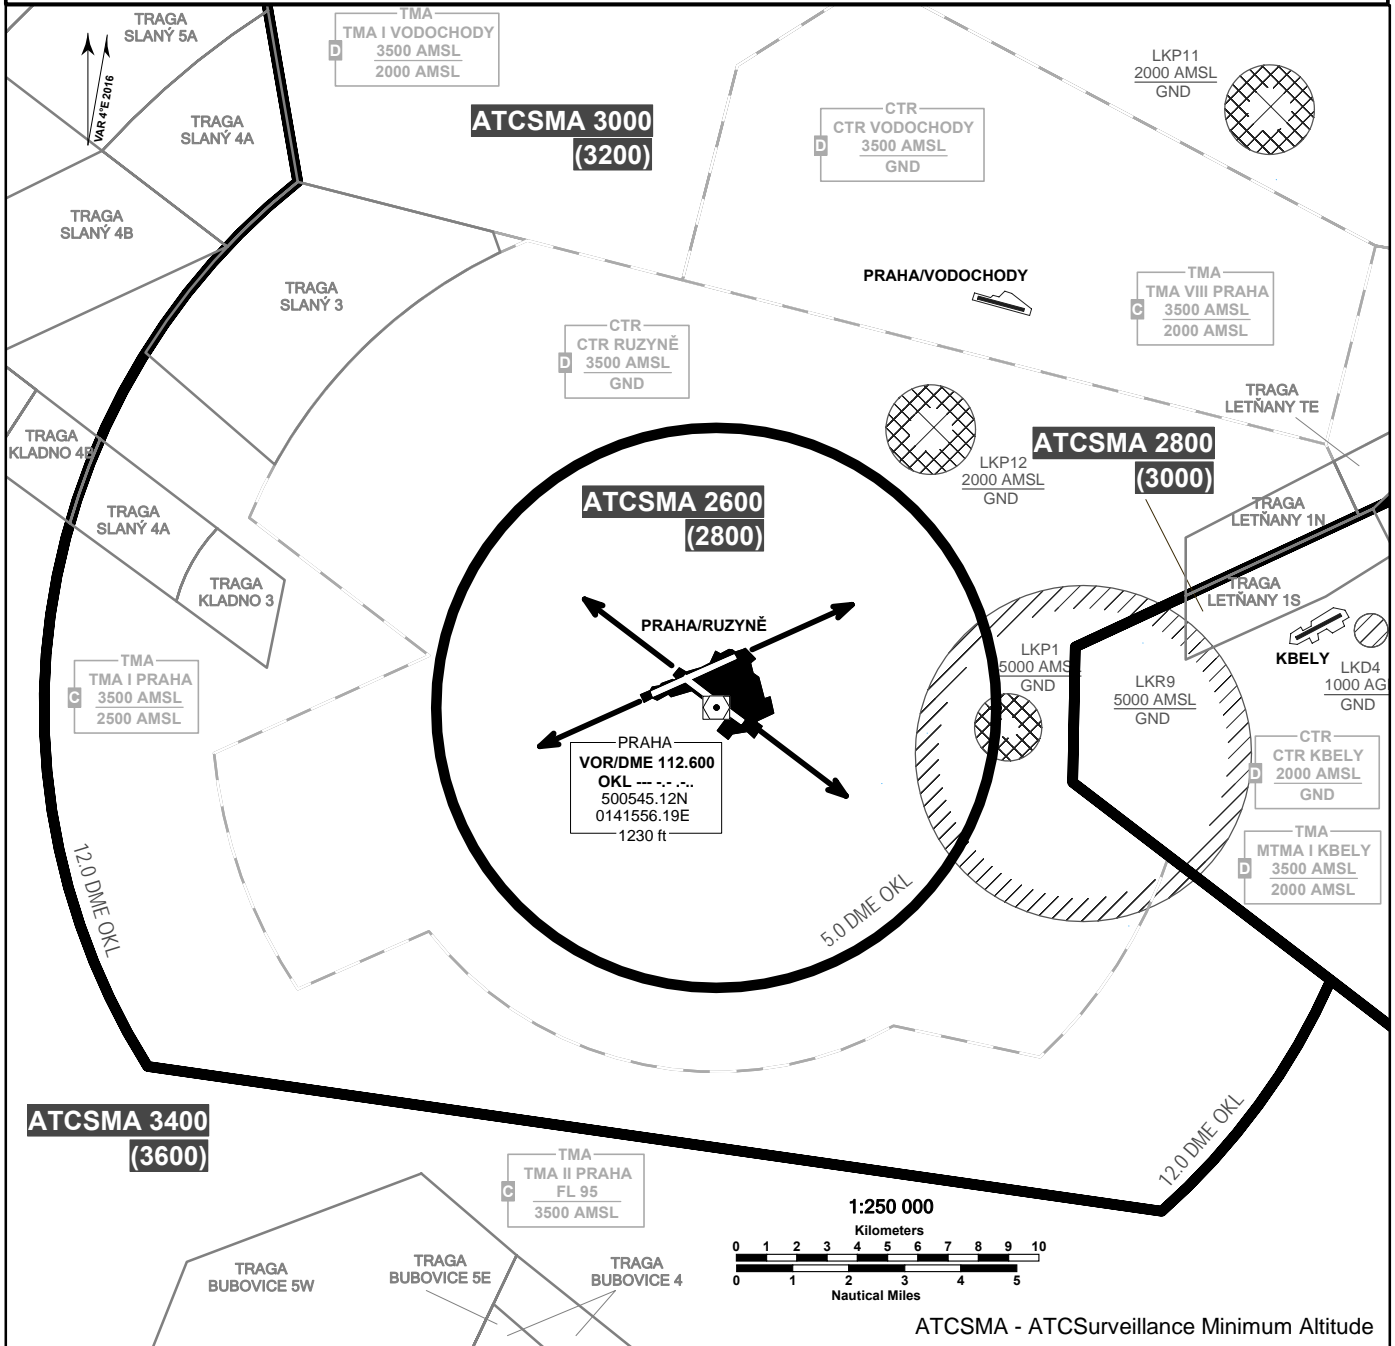 TRAGA
SLANÝ 5A
VAR 4°E 2016
TMA
TMA I VODOCHODY
D
3500 AMSL
2000 AMSL
LKP11
2000 AMSL
GND
ATCSMA 3000
(3200)
TRAGA
SLANÝ 4A
CTR
CTR VODOCHODY
D
3500 AMSL
GND
TRAGA
SLANÝ 4B
TRAGA
SLANÝ 3
PRAHA/VODOCHODY
TMA
TMA VIII PRAHA
C
3500 AMSL
2000 AMSL
CTR
CTR RUZYNĚ
D
3500 AMSL
GND
TRAGA
LETŇANY TE
TRAGA
KLADNO 4B
ATCSMA 2800
(3000)
LKP12
2000 AMSL
GND
ATCSMA 2600
(2800)
TRAGA
SLANÝ 4A
TRAGA
LETŇANY 1N
TRAGA
KLADNO 3
TRAGA
LETŇANY 1S
PRAHA/RUZYNĚ
KBELY
LKP1
5000 AMS
GND
LKR9
5000 AMSL
GND
LKD4
1000 AG
GND
TMA
TMA I PRAHA
C
3500 AMSL
2500 AMSL
PRAHA
VOR/DME 112.600
OKL --- -.- .-..
500545.12N
0141556.19E
1230 ft
CTR
CTR KBELY
D
2000 AMSL
GND
TMA
MTMA I KBELY
D
3500 AMSL
2000 AMSL
12.0 DME OKL
5.0 DME OKL
12.0 DME OKL
ATCSMA 3400
(3600)
TMA
TMA II PRAHA
C
FL 95
3500 AMSL
TRAGA
BUBOVICE 5W
TRAGA
BUBOVICE 5E
TRAGA
BUBOVICE 4
1:250 000
Kilometers
0 1 2 3 4 5 6 7 8 9 10
0 1 2 3 4 5
Nautical Miles
ATCSMA - ATCSurveillance Minimum Altitude